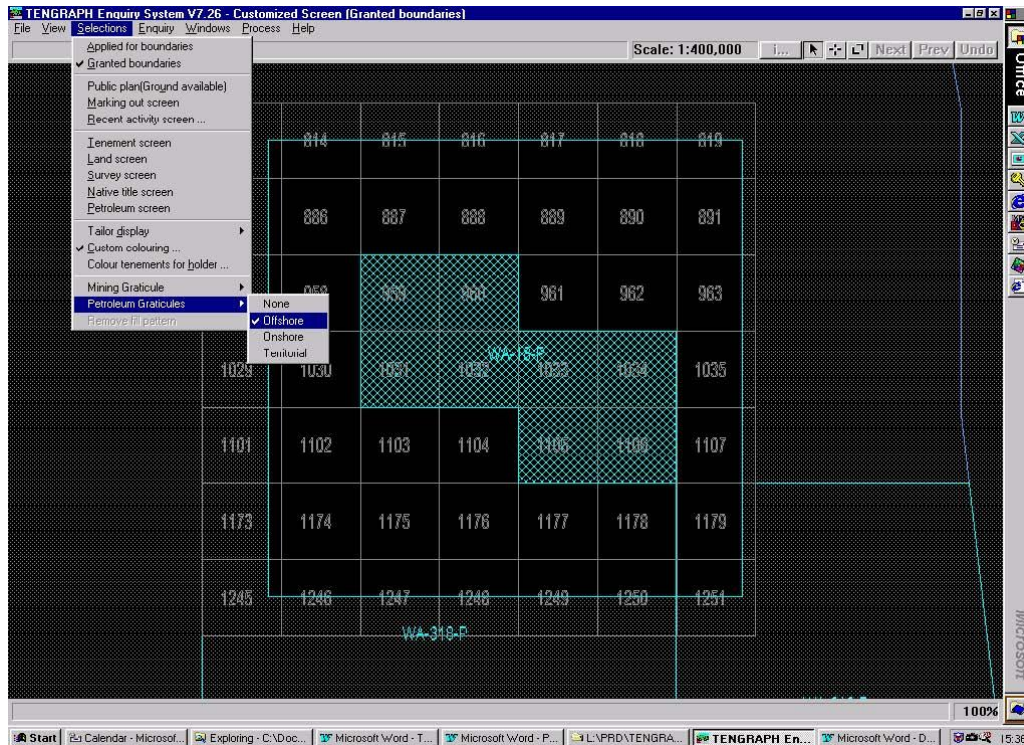 TENGRAPH Enquiry System V7.26 - Customized Screen (Granted boundaries)
File View Selections Enquiry Windows Process Help
Scale: 1:400,000 i... Next Prev Undo
Applied for boundaries
Granted boundaries
Public plan(Ground available)
Marking out screen
Recent activity screen ...
Tenement screen
Land screen
Survey screen
Native title screen
Petroleum screen
Tailor display
Custom colouring ...
Colour tenements for holder ...
Mining Graticule
Petroleum Graticules
Remove fill pattern
None
Offshore
Onshore
Territorial
814 815 816 817 818 819
886 887 888 889 890 891
958 959 960 961 962 963
WA-18-P
1029 1030 1031 1032 1033 1034 1035
1101 1102 1103 1104 1105 1106 1107
1173 1174 1175 1176 1177 1178 1179
1245 1246 1247 1248 1249 1250 1251
WA-318-P
100%
Office
Microsoft
Start Calendar - Microsof... Exploring - C:\Doc... Microsoft Word - T... Microsoft Word - P... L:\PRD\TENGRA... TENGRAPH En... Microsoft Word - D...